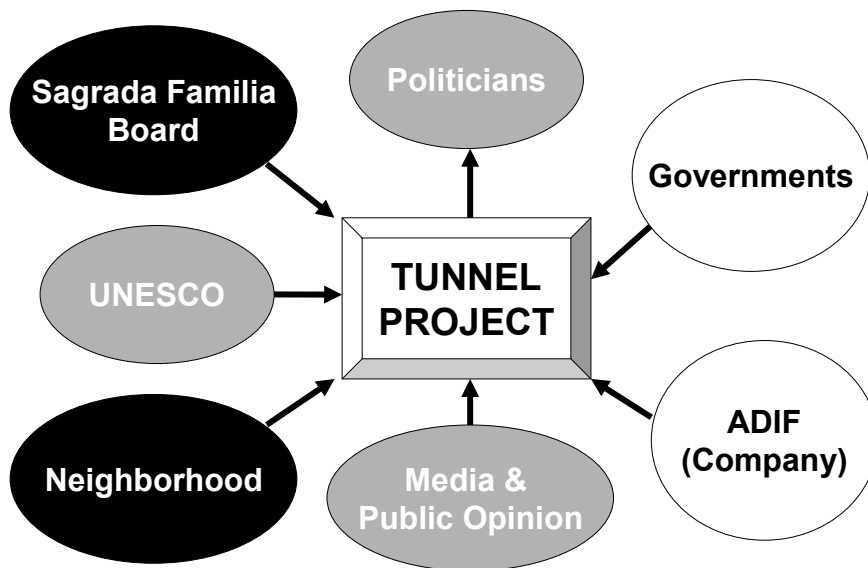 Sagrada Familia
Board
Politicians
Governments
UNESCO
TUNNEL
PROJECT
Neighborhood
Media &
Public Opinion
ADIF
(Company)